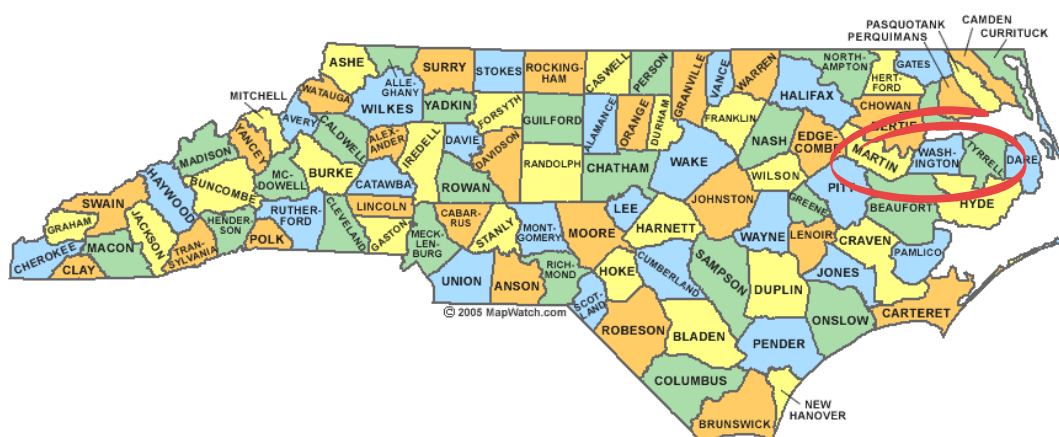 PASQUOTANK
CAMDEN
PERQUIMANS
CURRITUCK
ASHE
ALLE-
GHANY
SURRY
STOKES
ROCKING-
HAM
CASWELL
PERSON
GRANVILLE
VANCE
WARREN
NORTH-
AMPTON
GATES
HERT-
FORD
HALIFAX
CHOWAN
BERTIE
MITCHELL
WATAUGA
WILKES
YADKIN
FORSYTH
GUILFORD
ALAMANCE
ORANGE
DURHAM
FRANKLIN
NASH
EDGE-
COMBE
MARTIN
WASH-
INGTON
TYRRELL
DARE
AVERY
YANCEY
CALDWELL
ALEX-
ANDER
IREDELL
DAVIE
DAVIDSON
RANDOLPH
CHATHAM
WAKE
WILSON
PITT
BEAUFORT
HYDE
MADISON
HAYWOOD
BUNCOMBE
MC-
DOWELL
BURKE
CATAWBA
ROWAN
JOHNSTON
GREENE
SWAIN
GRAHAM
JACKSON
HENDER-
SON
RUTHER-
FORD
CLEVELAND
LINCOLN
GASTON
CABAR-
RUS
STANLY
MONT-
GOMERY
MOORE
LEE
HARNETT
WAYNE
LENOIR
CRAVEN
PAMLICO
CHEROKEE
MACON
CLAY
TRAN-
SYLVANIA
POLK
MECK-
LEN-
BURG
UNION
ANSON
RICH-
MOND
HOKE
CUMBERLAND
SAMPSON
DUPLIN
JONES
CARTERET
© 2005 MapWatch.com
SCOT-
LAND
ROBESON
BLADEN
PENDER
ONSLOW
COLUMBUS
BRUNSWICK
NEW
HANOVER